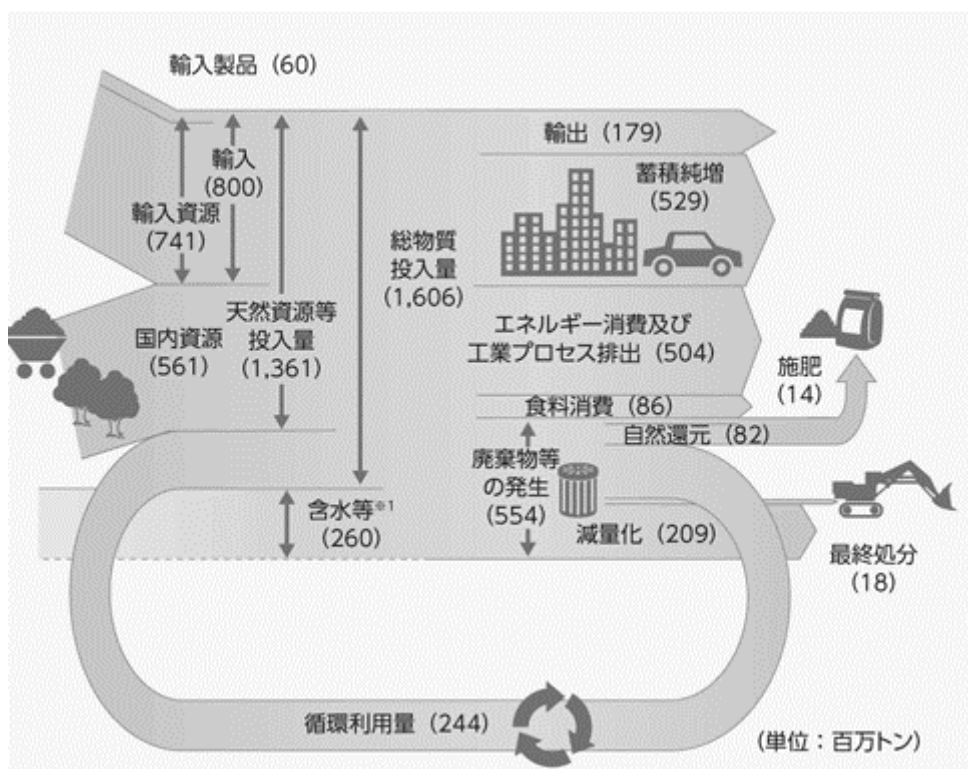 輸入製品（60）
輸出（179）
輸入
（800）
蓄積純増
（529）
輸入資源
（741）
総物質
投入量
（1,606）
天然資源等
投入量
（1,361）
国内資源
（561）
エネルギー消費及び
工業プロセス排出（504）
施肥
（14）
食料消費（86）
自然還元（82）
廃棄物等
の発生
（554）
含水等※1
（260）
減量化（209）
最終処分
（18）
循環利用量（244）
（単位：百万トン）